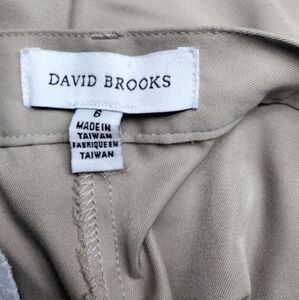 DAVID BROOKS
6
MADE IN
TAIWAN
FABRIQUE EN
TAIWAN